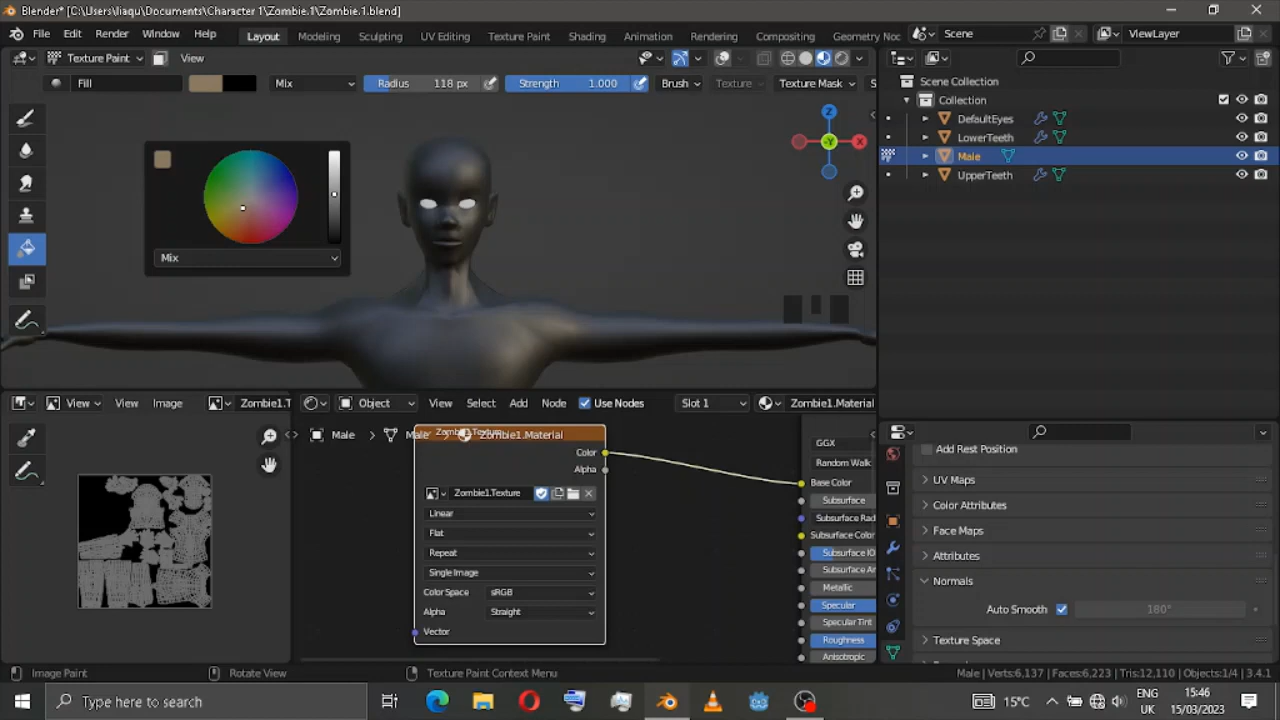 Blender* [C:\Users\liaqu\Documents\Character 1\Zombie.1\Zombie.1.blend]
File Edit Render Window Help Layout Modeling Sculpting UV Editing Texture Paint Shading Animation Rendering Compositing Geometry Noc Scene ViewLayer
Texture Paint View
Fill Mix Radius 118 px Strength 1.000 Brush Texture Texture Mask S
Scene Collection
Collection
DefaultEyes
LowerTeeth
Male
UpperTeeth
Z
X
Y
Mix
View View Image Zombie1.T
Object View Select Add Node Use Nodes Slot 1 Zombie1.Material
Male Male Zombie1.Material
Zombie1.Texture
Color
Alpha
Zombie1.Texture
Linear
Flat
Repeat
Single Image
Color Space sRGB
Alpha Straight
Vector
GGX
Random Walk
Base Color
Subsurface
Subsurface Rad
Subsurface Color
Subsurface IO
Subsurface An
Metallic
Specular
Specular Tint
Roughness
Anisotropic
Add Rest Position
UV Maps
Color Attributes
Face Maps
Attributes
Normals
Auto Smooth 180°
Texture Space
Image Paint Rotate View Texture Paint Context Menu Male | Verts:6,137 | Faces:6,223 | Tris:12,110 | Objects:1/4 | 3.4.1
Type here to search
15°C
ENG
UK
15:46
15/03/2023